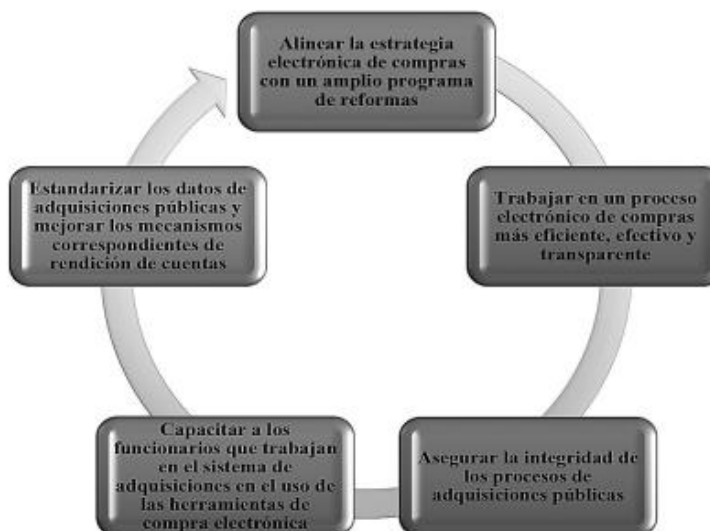 Alinear la estrategia
electrónica de compras
con un amplio programa
de reformas
Trabajar en un proceso
electrónico de compras
más eficiente, efectivo y
transparente
Asegurar la integridad de
los procesos de
adquisiciones públicas
Capacitar a los
funcionarios que trabajan
en el sistema de
adquisiciones en el uso de
las herramientas de
compra electrónica
Estandarizar los datos de
adquisiciones públicas y
mejorar los mecanismos
correspondientes de
rendición de cuentas